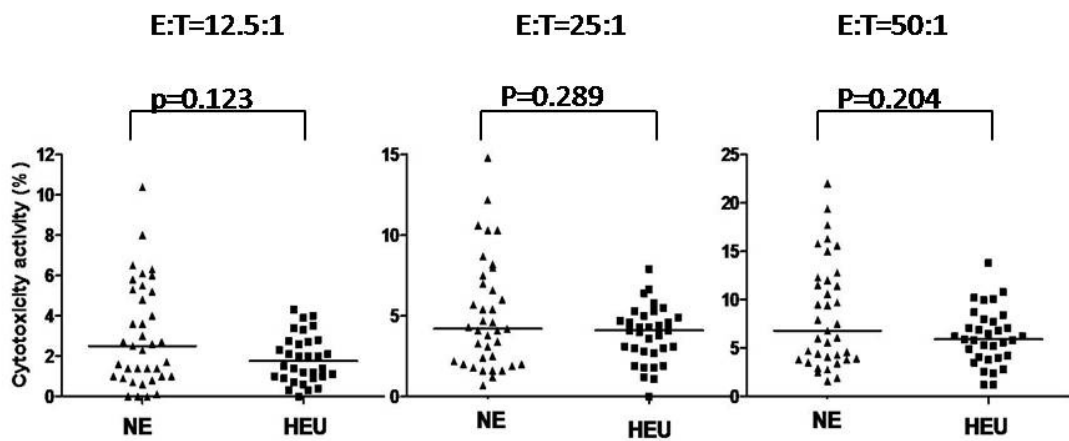 E:T=12.5:1 E:T=25:1 E:T=50:1
p=0.123 P=0.289 P=0.204
Cytotoxicity activity (%)
12
10
8
6
4
2
0
NE HEU
15
10
5
0
NE HEU
25
20
15
10
5
0
NE HEU